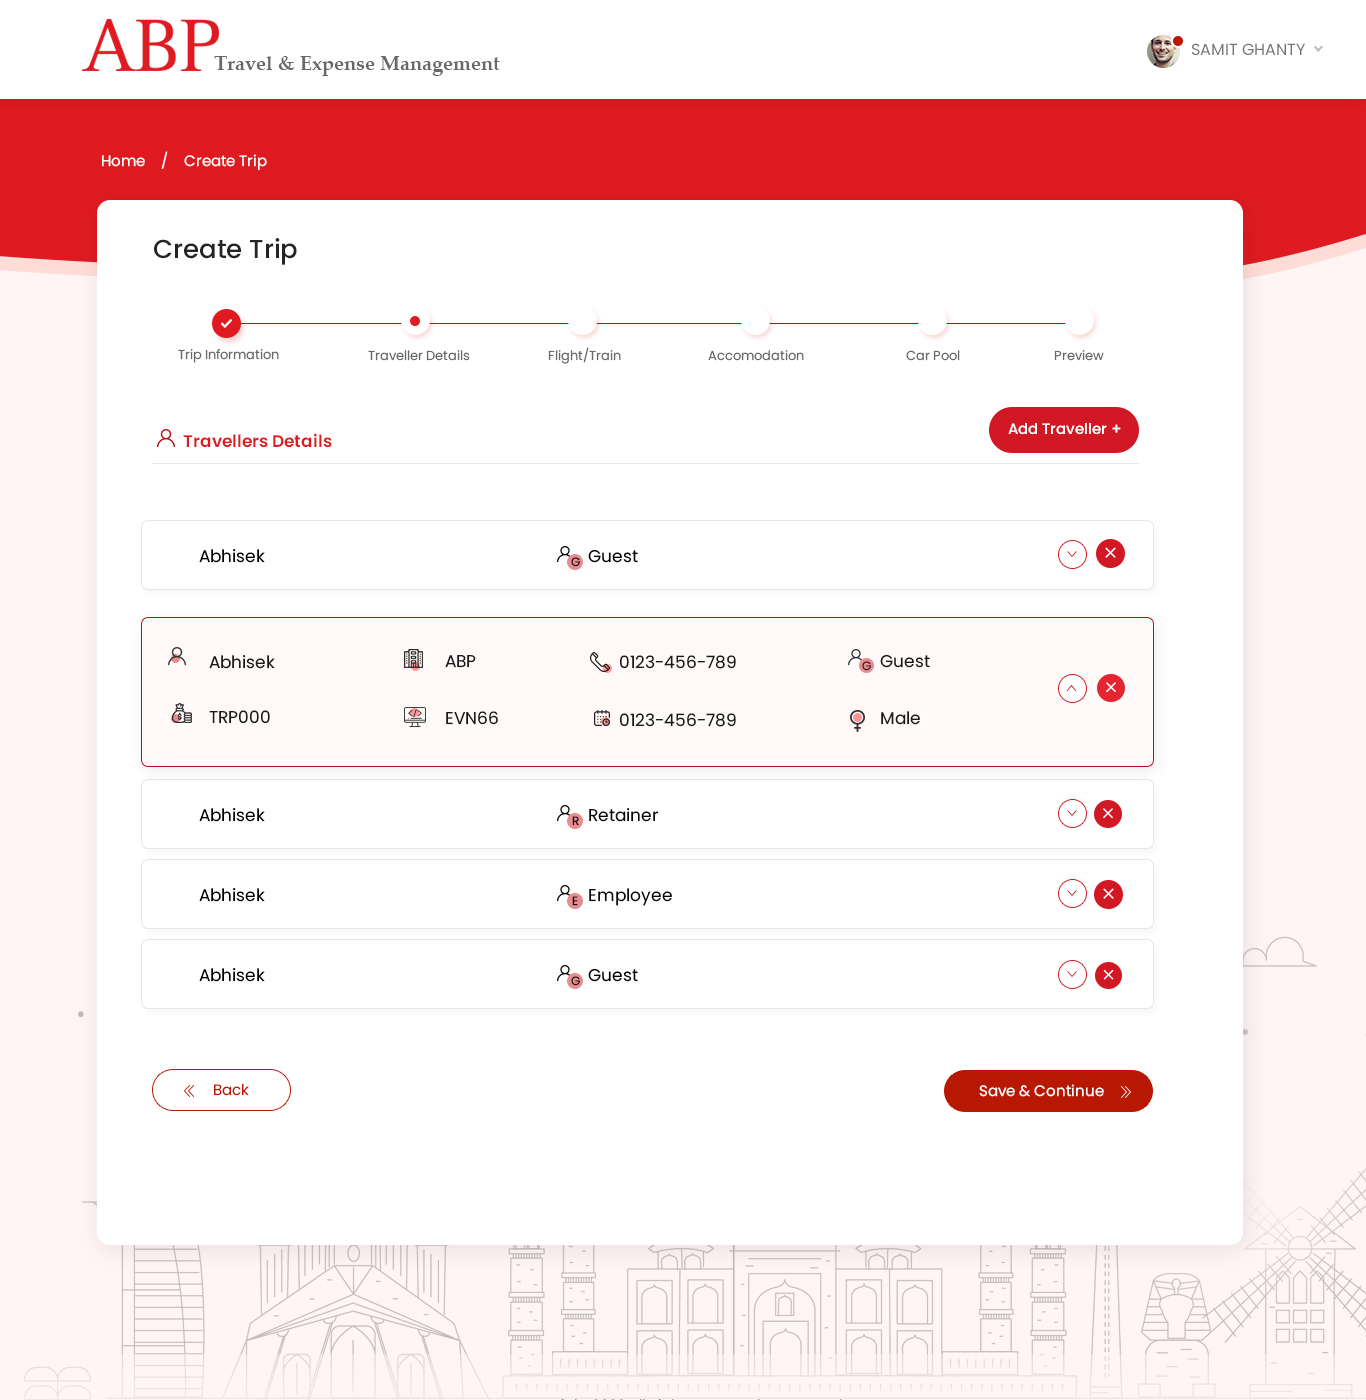 ABP Travel & Expense Management
SAMIT GHANTY
Home / Create Trip
Create Trip
Trip Information
Traveller Details
Flight/Train
Accomodation
Car Pool
Preview
Travellers Details
Add Traveller +
Abhisek
G Guest
Abhisek
ABP
0123-456-789
G Guest
TRP000
EVN66
0123-456-789
Male
Abhisek
R Retainer
Abhisek
E Employee
Abhisek
G Guest
Back
Save & Continue